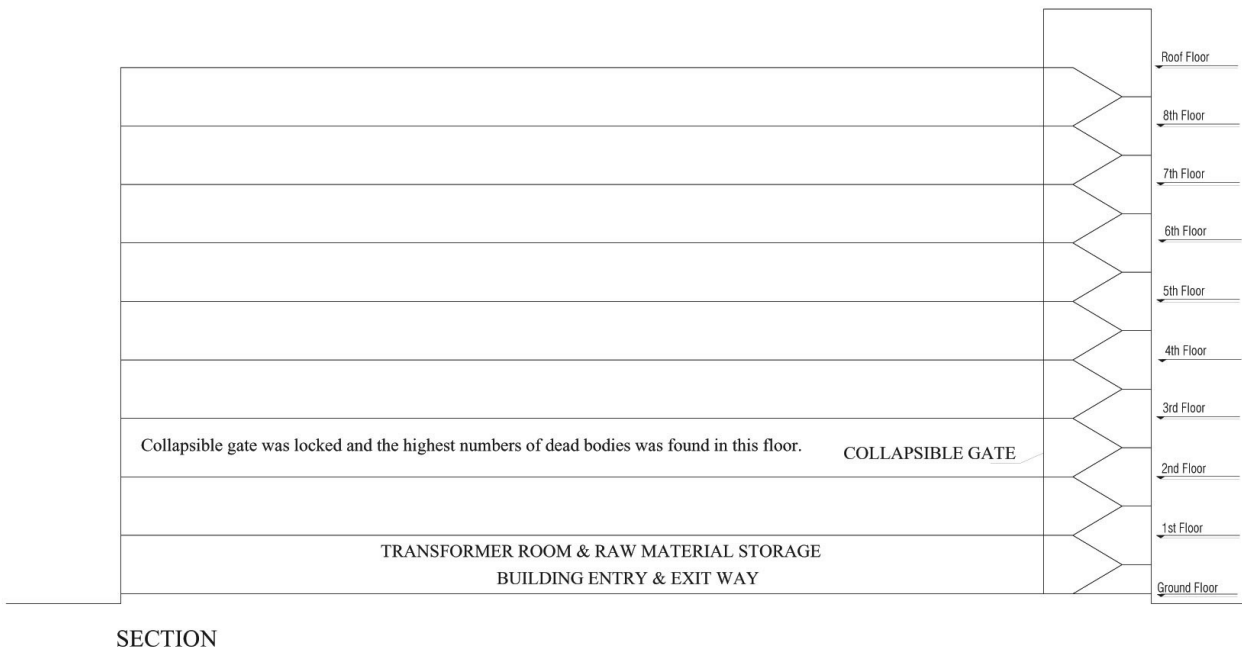 Roof Floor
8th Floor
7th Floor
6th Floor
5th Floor
4th Floor
3rd Floor
Collapsible gate was locked and the highest numbers of dead bodies was found in this floor.
COLLAPSIBLE GATE
2nd Floor
1st Floor
TRANSFORMER ROOM & RAW MATERIAL STORAGE
BUILDING ENTRY & EXIT WAY
Ground Floor
SECTION